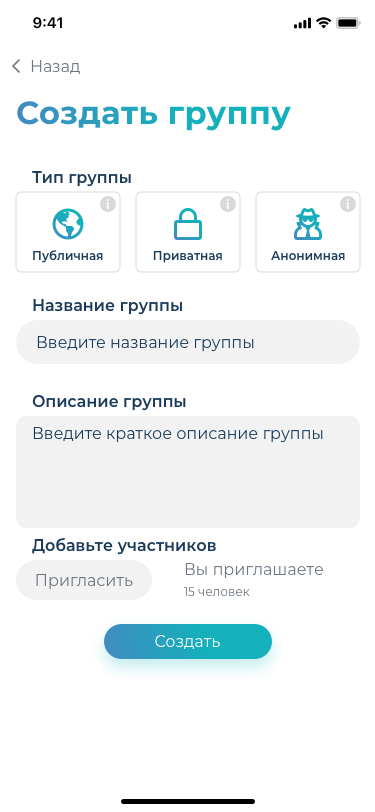 9:41
Назад
Создать группу
Тип группы
Публичная
Приватная
Анонимная
Название группы
Введите название группы
Описание группы
Введите краткое описание группы
Добавьте участников
Пригласить
Вы приглашаете
15 человек
Создать